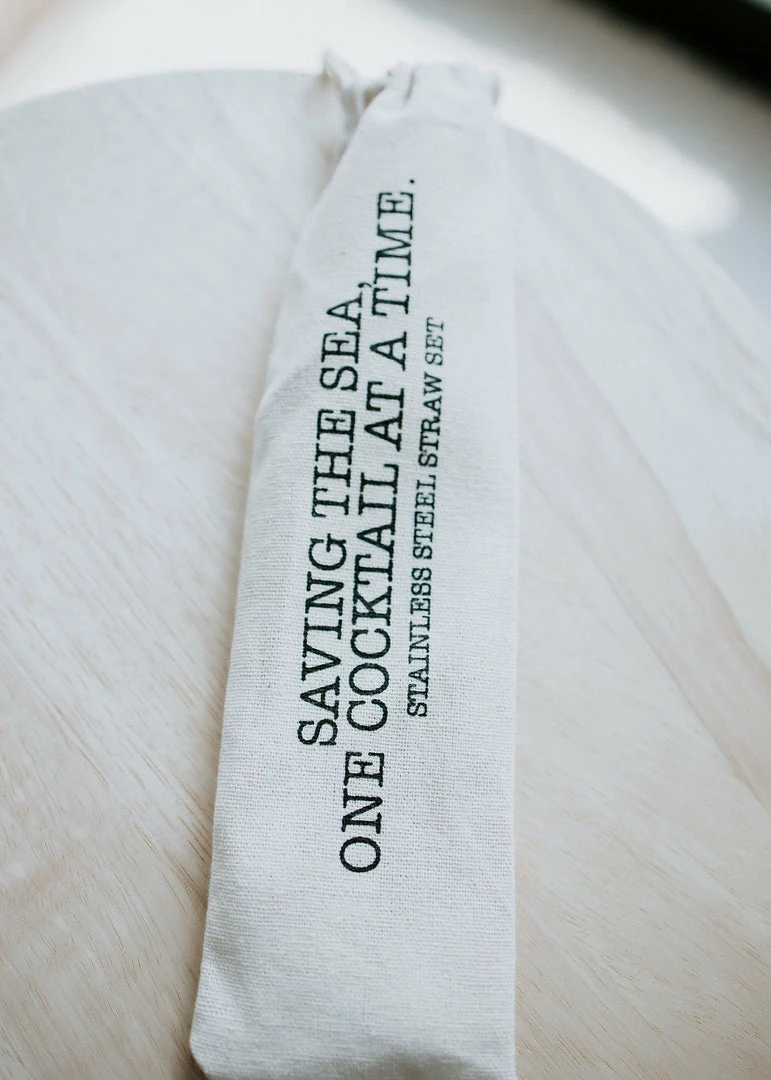 SAVING THE SEA,
ONE COCKTAIL AT A TIME.
STAINLESS STEEL STRAW SET